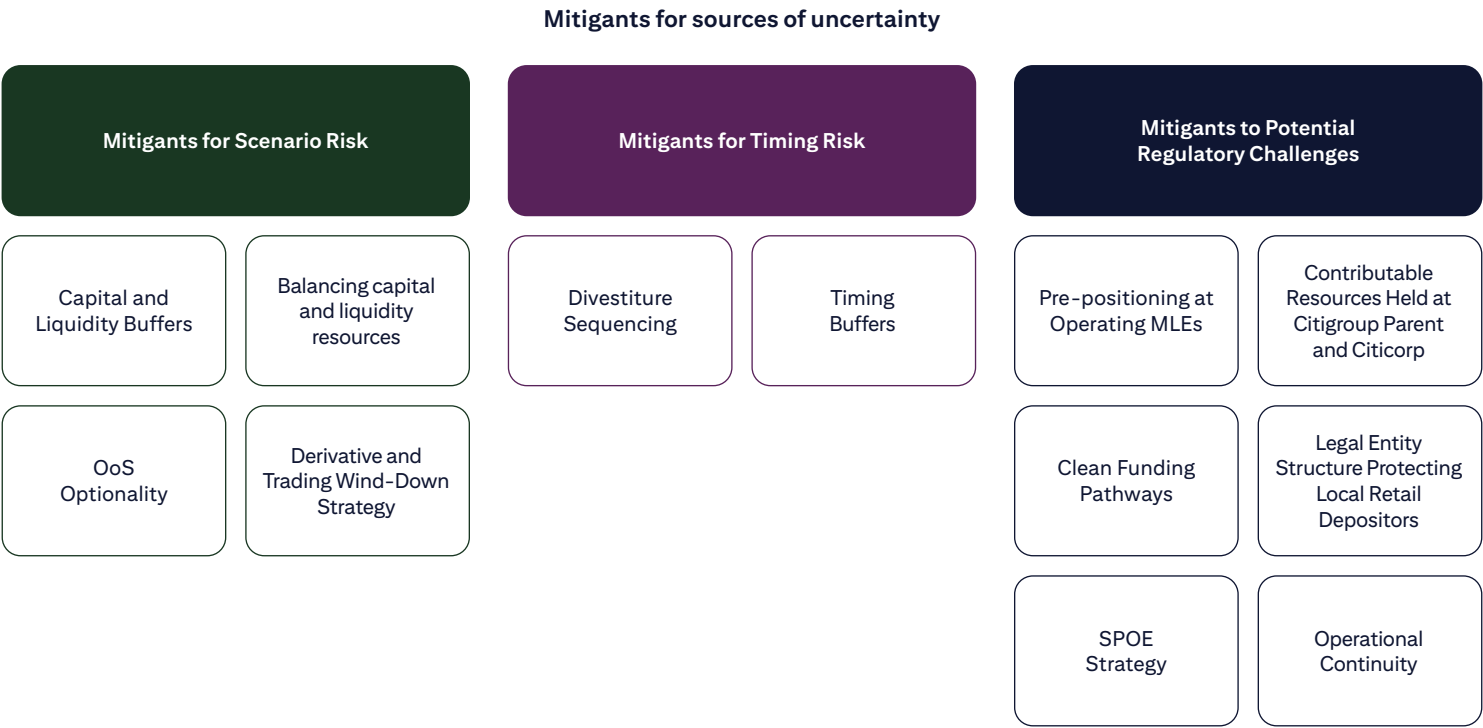 Mitigants for sources of uncertainty
Mitigants for Scenario Risk
Capital and
Liquidity Buffers
Balancing capital
and liquidity
resources
OoS
Optionality
Derivative and
Trading Wind-Down
Strategy
Mitigants for Timing Risk
Divestiture
Sequencing
Timing
Buffers
Mitigants to Potential
Regulatory Challenges
Pre-positioning at
Operating MLEs
Contributable
Resources Held at
Citigroup Parent
and Citicorp
Clean Funding
Pathways
Legal Entity
Structure Protecting
Local Retail
Depositors
SPOE
Strategy
Operational
Continuity